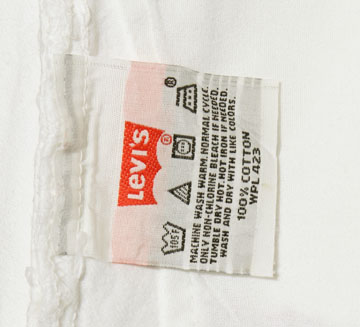 LEVI'S ®
®
105F
MACHINE WASH WARM. NORMAL CYCLE.
ONLY NON-CHLORINE BLEACH IF NEEDED.
TUMBLE DRY HOT. HOT IRON IF NEEDED.
WASH AND DRY WITH LIKE COLORS.
100% COTTON
WPL 423